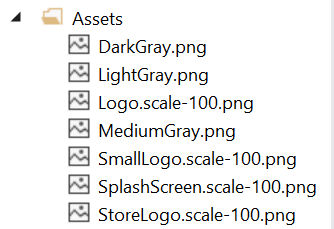 Assets
DarkGray.png
LightGray.png
Logo.scale-100.png
MediumGray.png
SmallLogo.scale-100.png
SplashScreen.scale-100.png
StoreLogo.scale-100.png